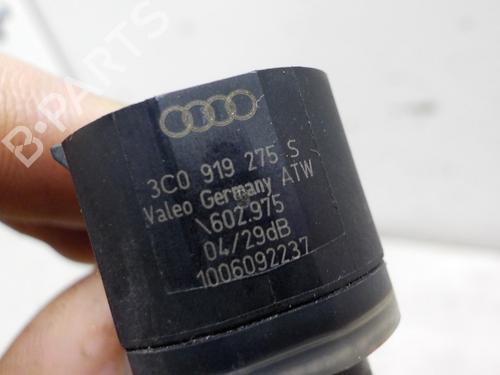 3C0 919 275 S
Valeo Germany ATW
\602.975
04/29dB
1006092237
B-PARTS